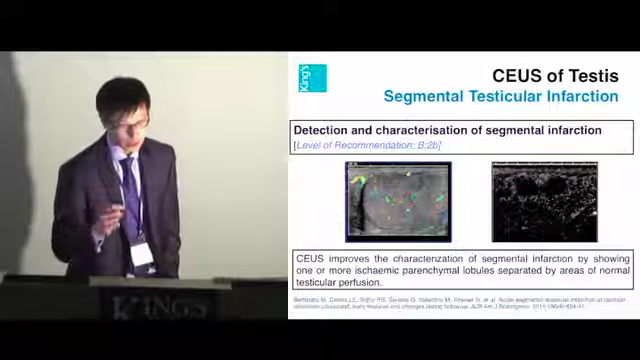 King's
CEUS of Testis
Segmental Testicular Infarction
Detection and characterisation of segmental infarction
[Level of Recommendation: B;2b]
CEUS improves the characterization of segmental infarction by showing
one or more ischaemic parenchymal lobules separated by areas of normal
testicular perfusion.
KING'S